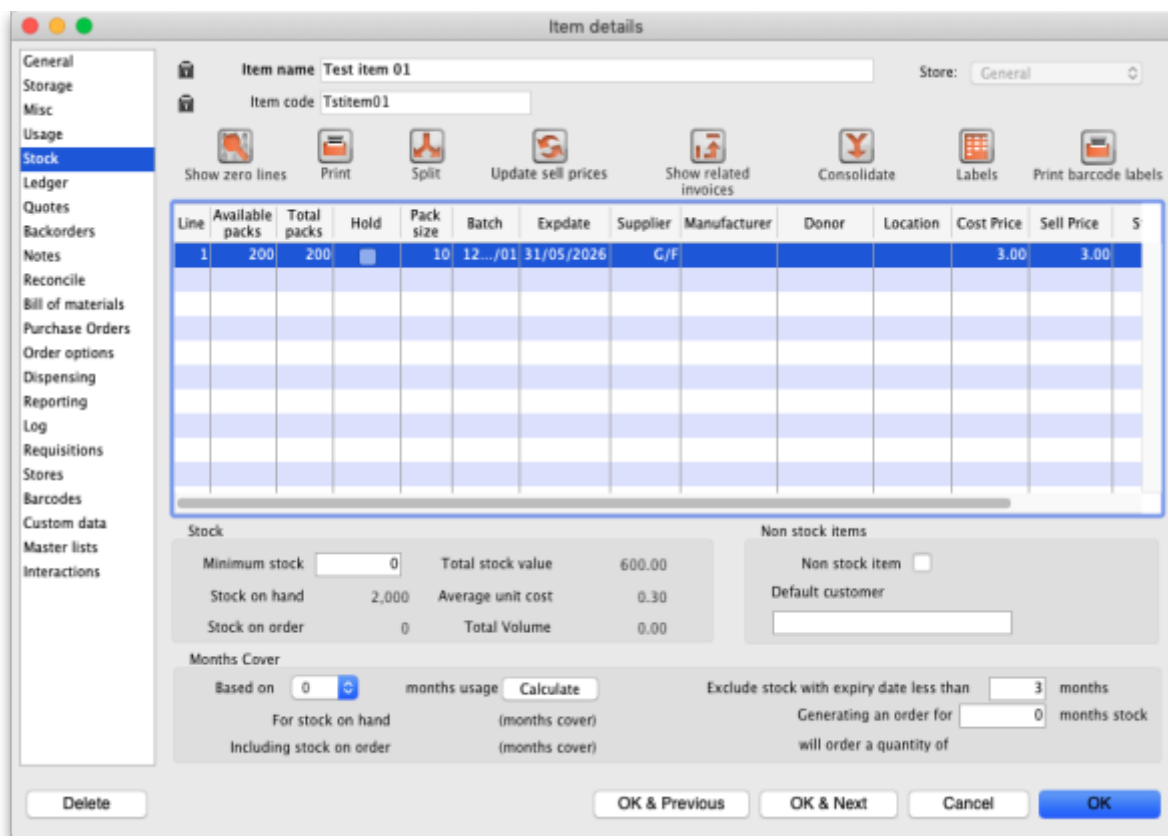 Item details
General
Storage
Misc
Usage
Stock
Ledger
Quotes
Backorders
Notes
Reconcile
Bill of materials
Purchase Orders
Order options
Dispensing
Reporting
Log
Requisitions
Stores
Barcodes
Custom data
Master lists
Interactions
Item name Test item 01 Store: General
Item code Tstitem01
Show zero lines Print Split Update sell prices Show related invoices Consolidate Labels Print barcode labels
Line Available packs Total packs Hold Pack size Batch Expdate Supplier Manufacturer Donor Location Cost Price Sell Price S
1 200 200 10 12.../01 31/05/2026 G/F 3.00 3.00
Stock Non stock items
Minimum stock 0 Total stock value 600.00 Non stock item
Stock on hand 2,000 Average unit cost 0.30 Default customer
Stock on order 0 Total Volume 0.00
Months Cover
Based on 0 months usage Calculate Exclude stock with expiry date less than 3 months
For stock on hand (months cover) Generating an order for 0 months stock
Including stock on order (months cover) will order a quantity of
Delete OK & Previous OK & Next Cancel OK